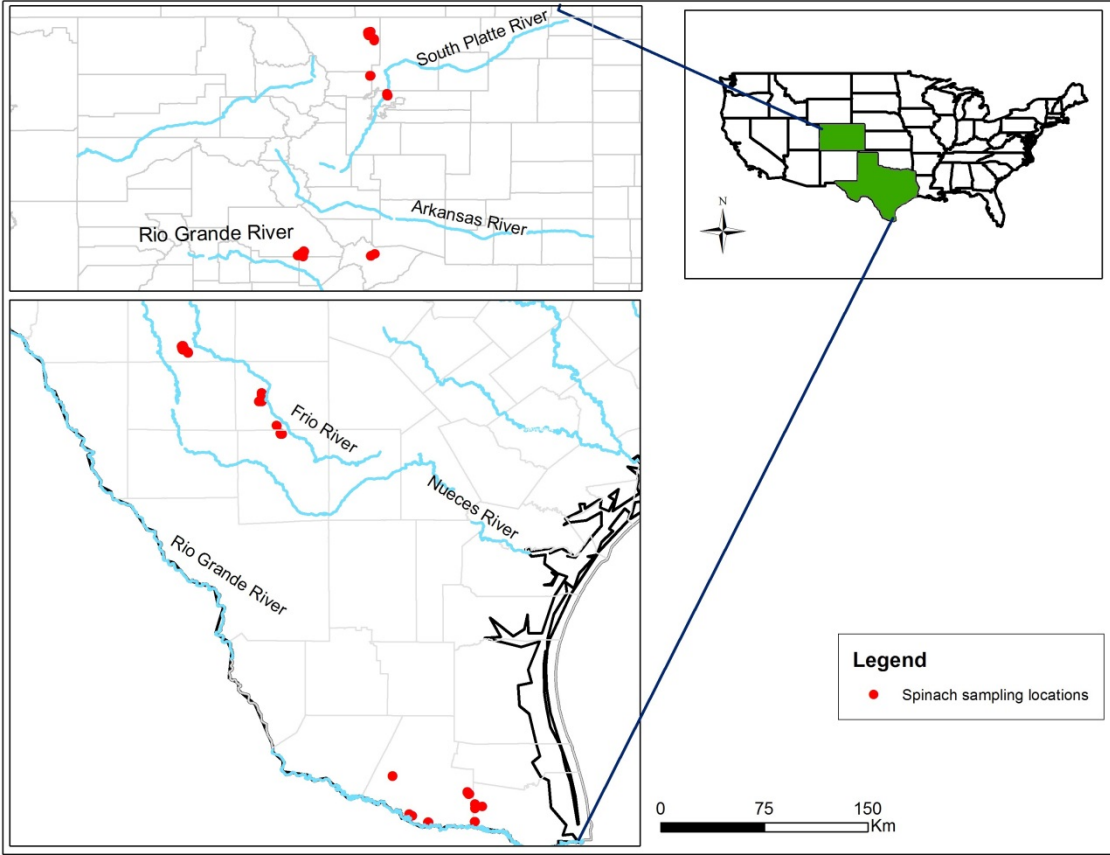 South Platte River
Arkansas River
Rio Grande River
N
Frio River
Nueces River
Rio Grande River
Legend
Spinach sampling locations
0 75 150
Km